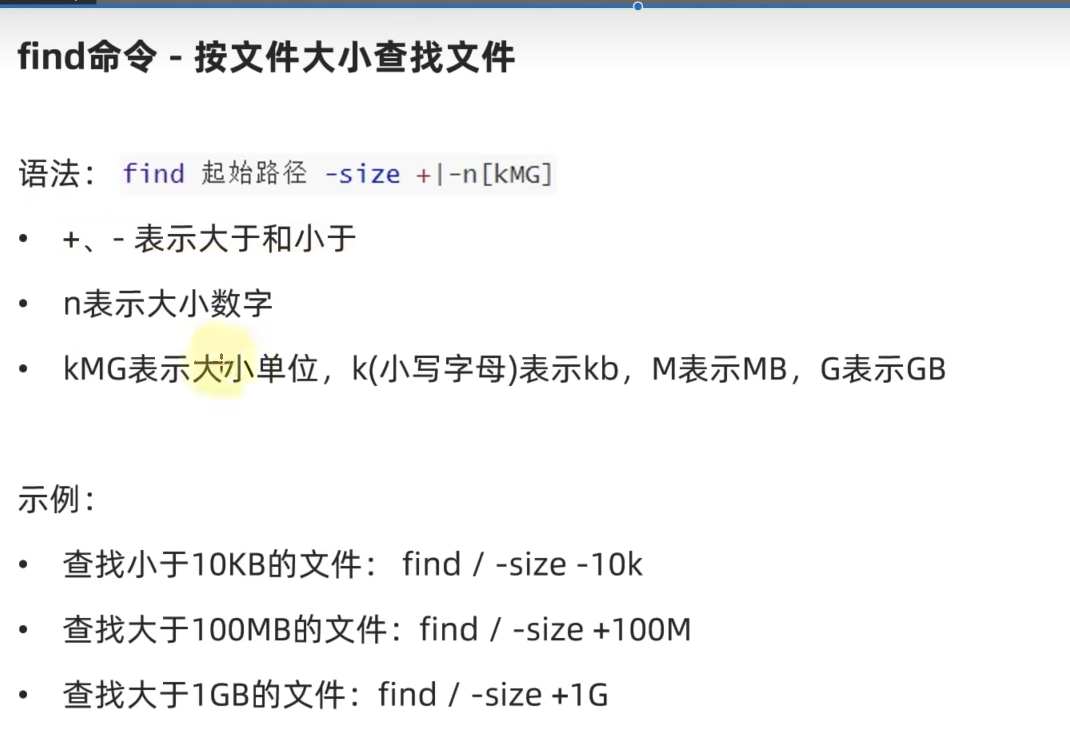 find命令 - 按文件大小查找文件
语法： find 起始路径 -size +|-n[kMG]
• +、- 表示大于和小于
• n表示大小数字
• kMG表示大小单位，k(小写字母)表示kb，M表示MB，G表示GB
示例：
• 查找小于10KB的文件： find / -size -10k
• 查找大于100MB的文件：find / -size +100M
• 查找大于1GB的文件：find / -size +1G